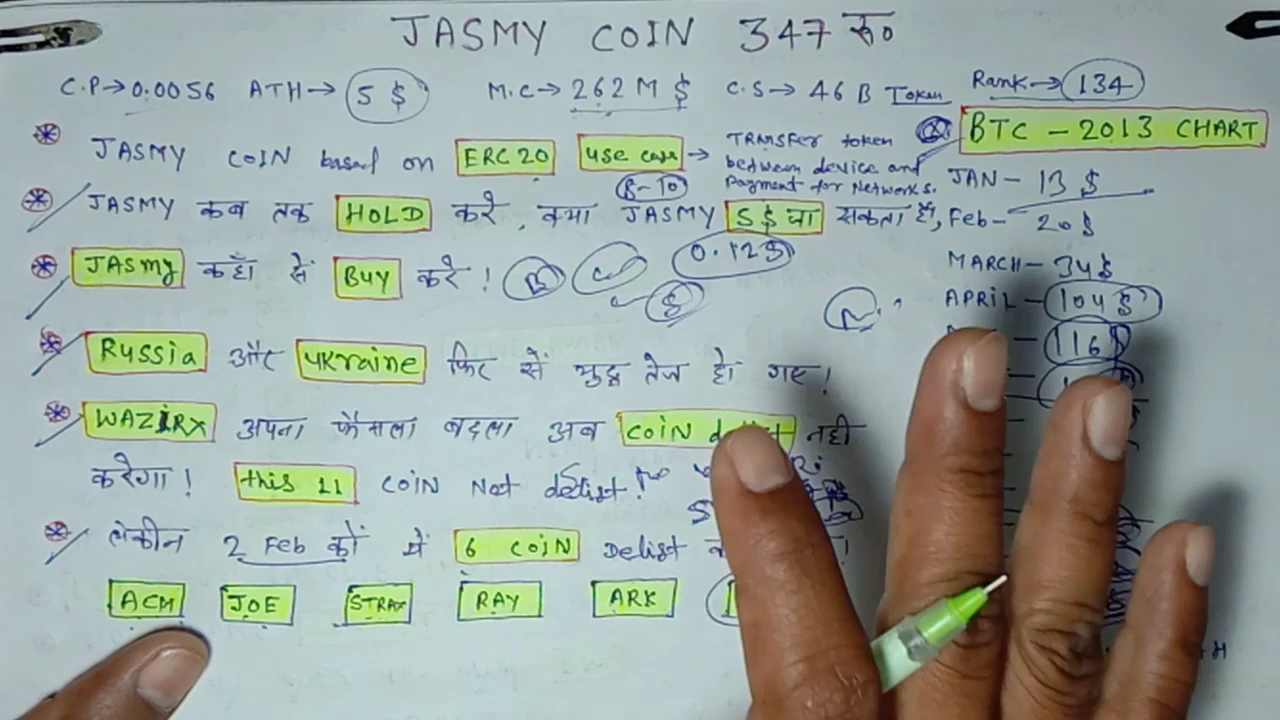 JASMY COIN 347 रू०
C.P→0.0056 ATH→ 5 $ M.C→ 262 M $ C.S→ 46 B Token Rank→ 134
JASMY COIN based on ERC20 use case → TRANSFER token
between device and
Payment for Networks.
8-10
JASMY कब तक HOLD करे , क्या JASMY 5 $ जा सकता है,
JASMY कहाँ से BUY करे ! B C 0.12$
$
Russia और ukraine फिर से युद्ध तेज हो गए !
WAZIRX अपना फैसला बदला अब COIN नही
करेगा ! this 11 COIN Not delist !
लेकीन 2 Feb को ये 6 COIN Delist
ACM JOE STRAX RAY ARK
BTC - 2013 CHART
JAN - 13 $
Feb - 20 $
MARCH - 34 $
APRIL - 104 $
- 116